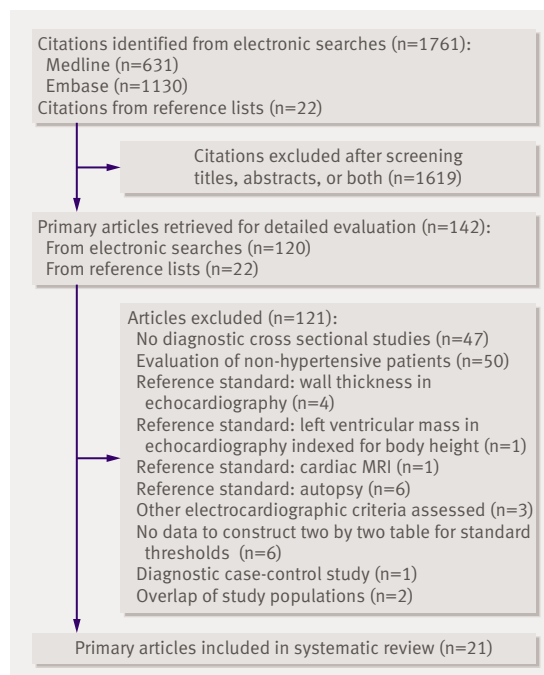 Citations identified from electronic searches (n=1761):
Medline (n=631)
Embase (n=1130)
Citations from reference lists (n=22)
Citations excluded after screening
titles, abstracts, or both (n=1619)
Primary articles retrieved for detailed evaluation (n=142):
From electronic searches (n=120)
From reference lists (n=22)
Articles excluded (n=121):
No diagnostic cross sectional studies (n=47)
Evaluation of non-hypertensive patients (n=50)
Reference standard: wall thickness in
echocardiography (n=4)
Reference standard: left ventricular mass in
echocardiography indexed for body height (n=1)
Reference standard: cardiac MRI (n=1)
Reference standard: autopsy (n=6)
Other electrocardiographic criteria assessed (n=3)
No data to construct two by two table for standard
thresholds (n=6)
Diagnostic case-control study (n=1)
Overlap of study populations (n=2)
Primary articles included in systematic review (n=21)